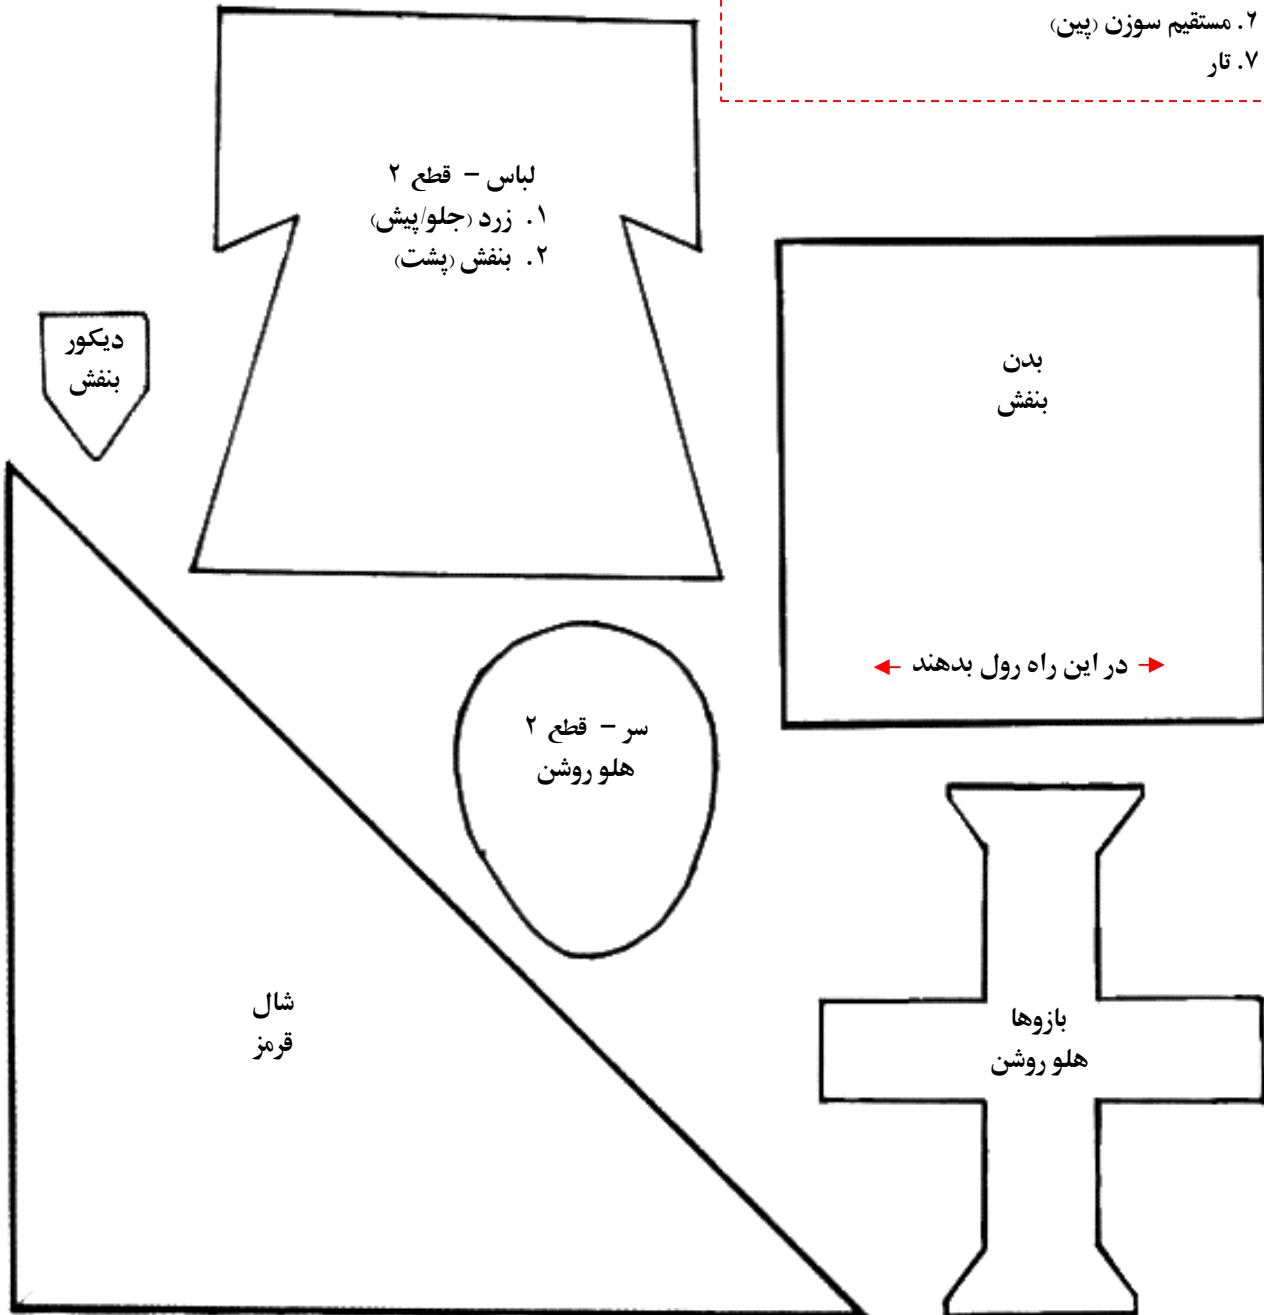 ۲. مستقیم سوزن (پین)
۷. تار
لباس – قطع ۲
۱. زرد (جلو/پیش)
۲. بنفش (پشت)
دیکور
بنفش
بدن
بنفش
در این راه رول بدهند
سر – قطع ۲
هلو روشن
شال
قرمز
بازوها
هلو روشن